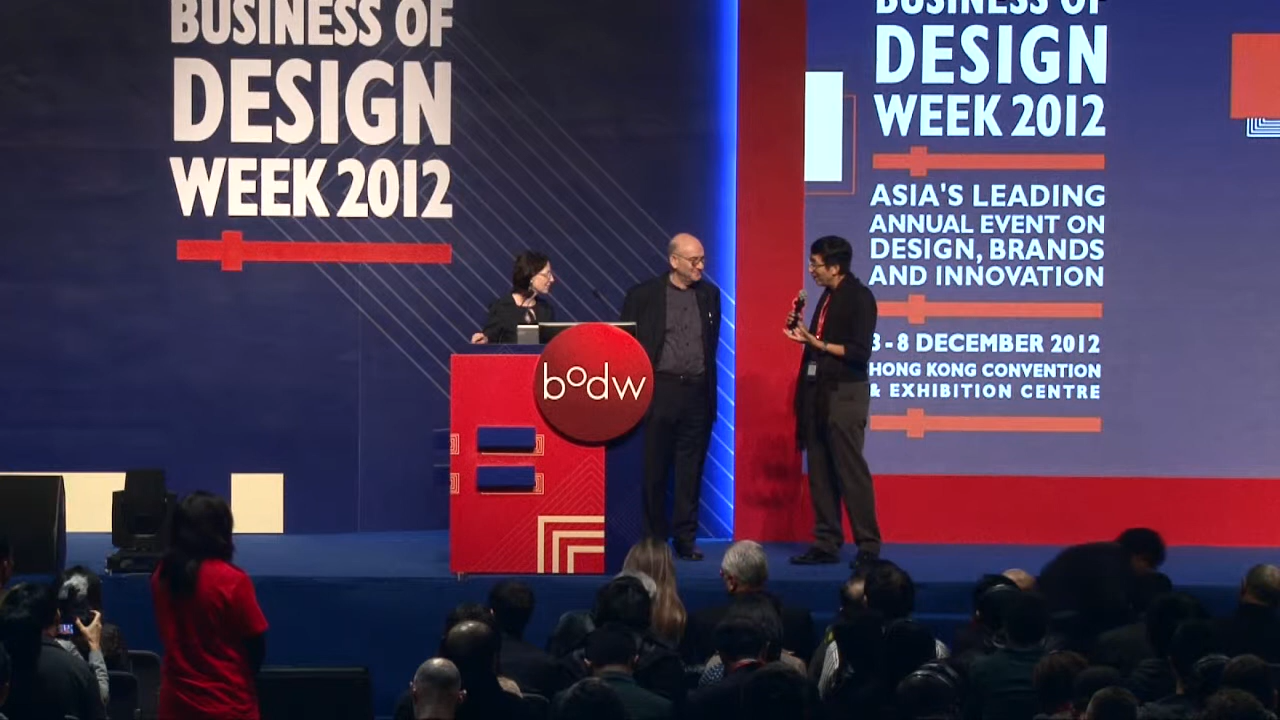 BUSINESS OF
DESIGN
WEEK 2012
bodw
BUSINESS OF
DESIGN
WEEK 2012
ASIA'S LEADING
ANNUAL EVENT ON
DESIGN, BRANDS
AND INNOVATION
3 - 8 DECEMBER 2012
HONG KONG CONVENTION
& EXHIBITION CENTRE